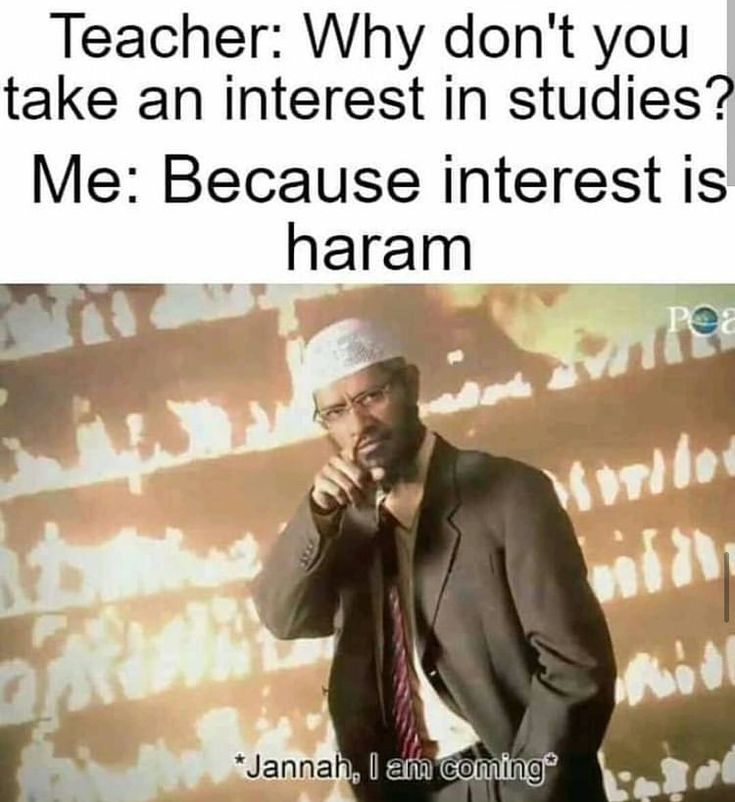 Teacher: Why don't you
take an interest in studies?
Me: Because interest is
haram
*Jannah, I am coming*